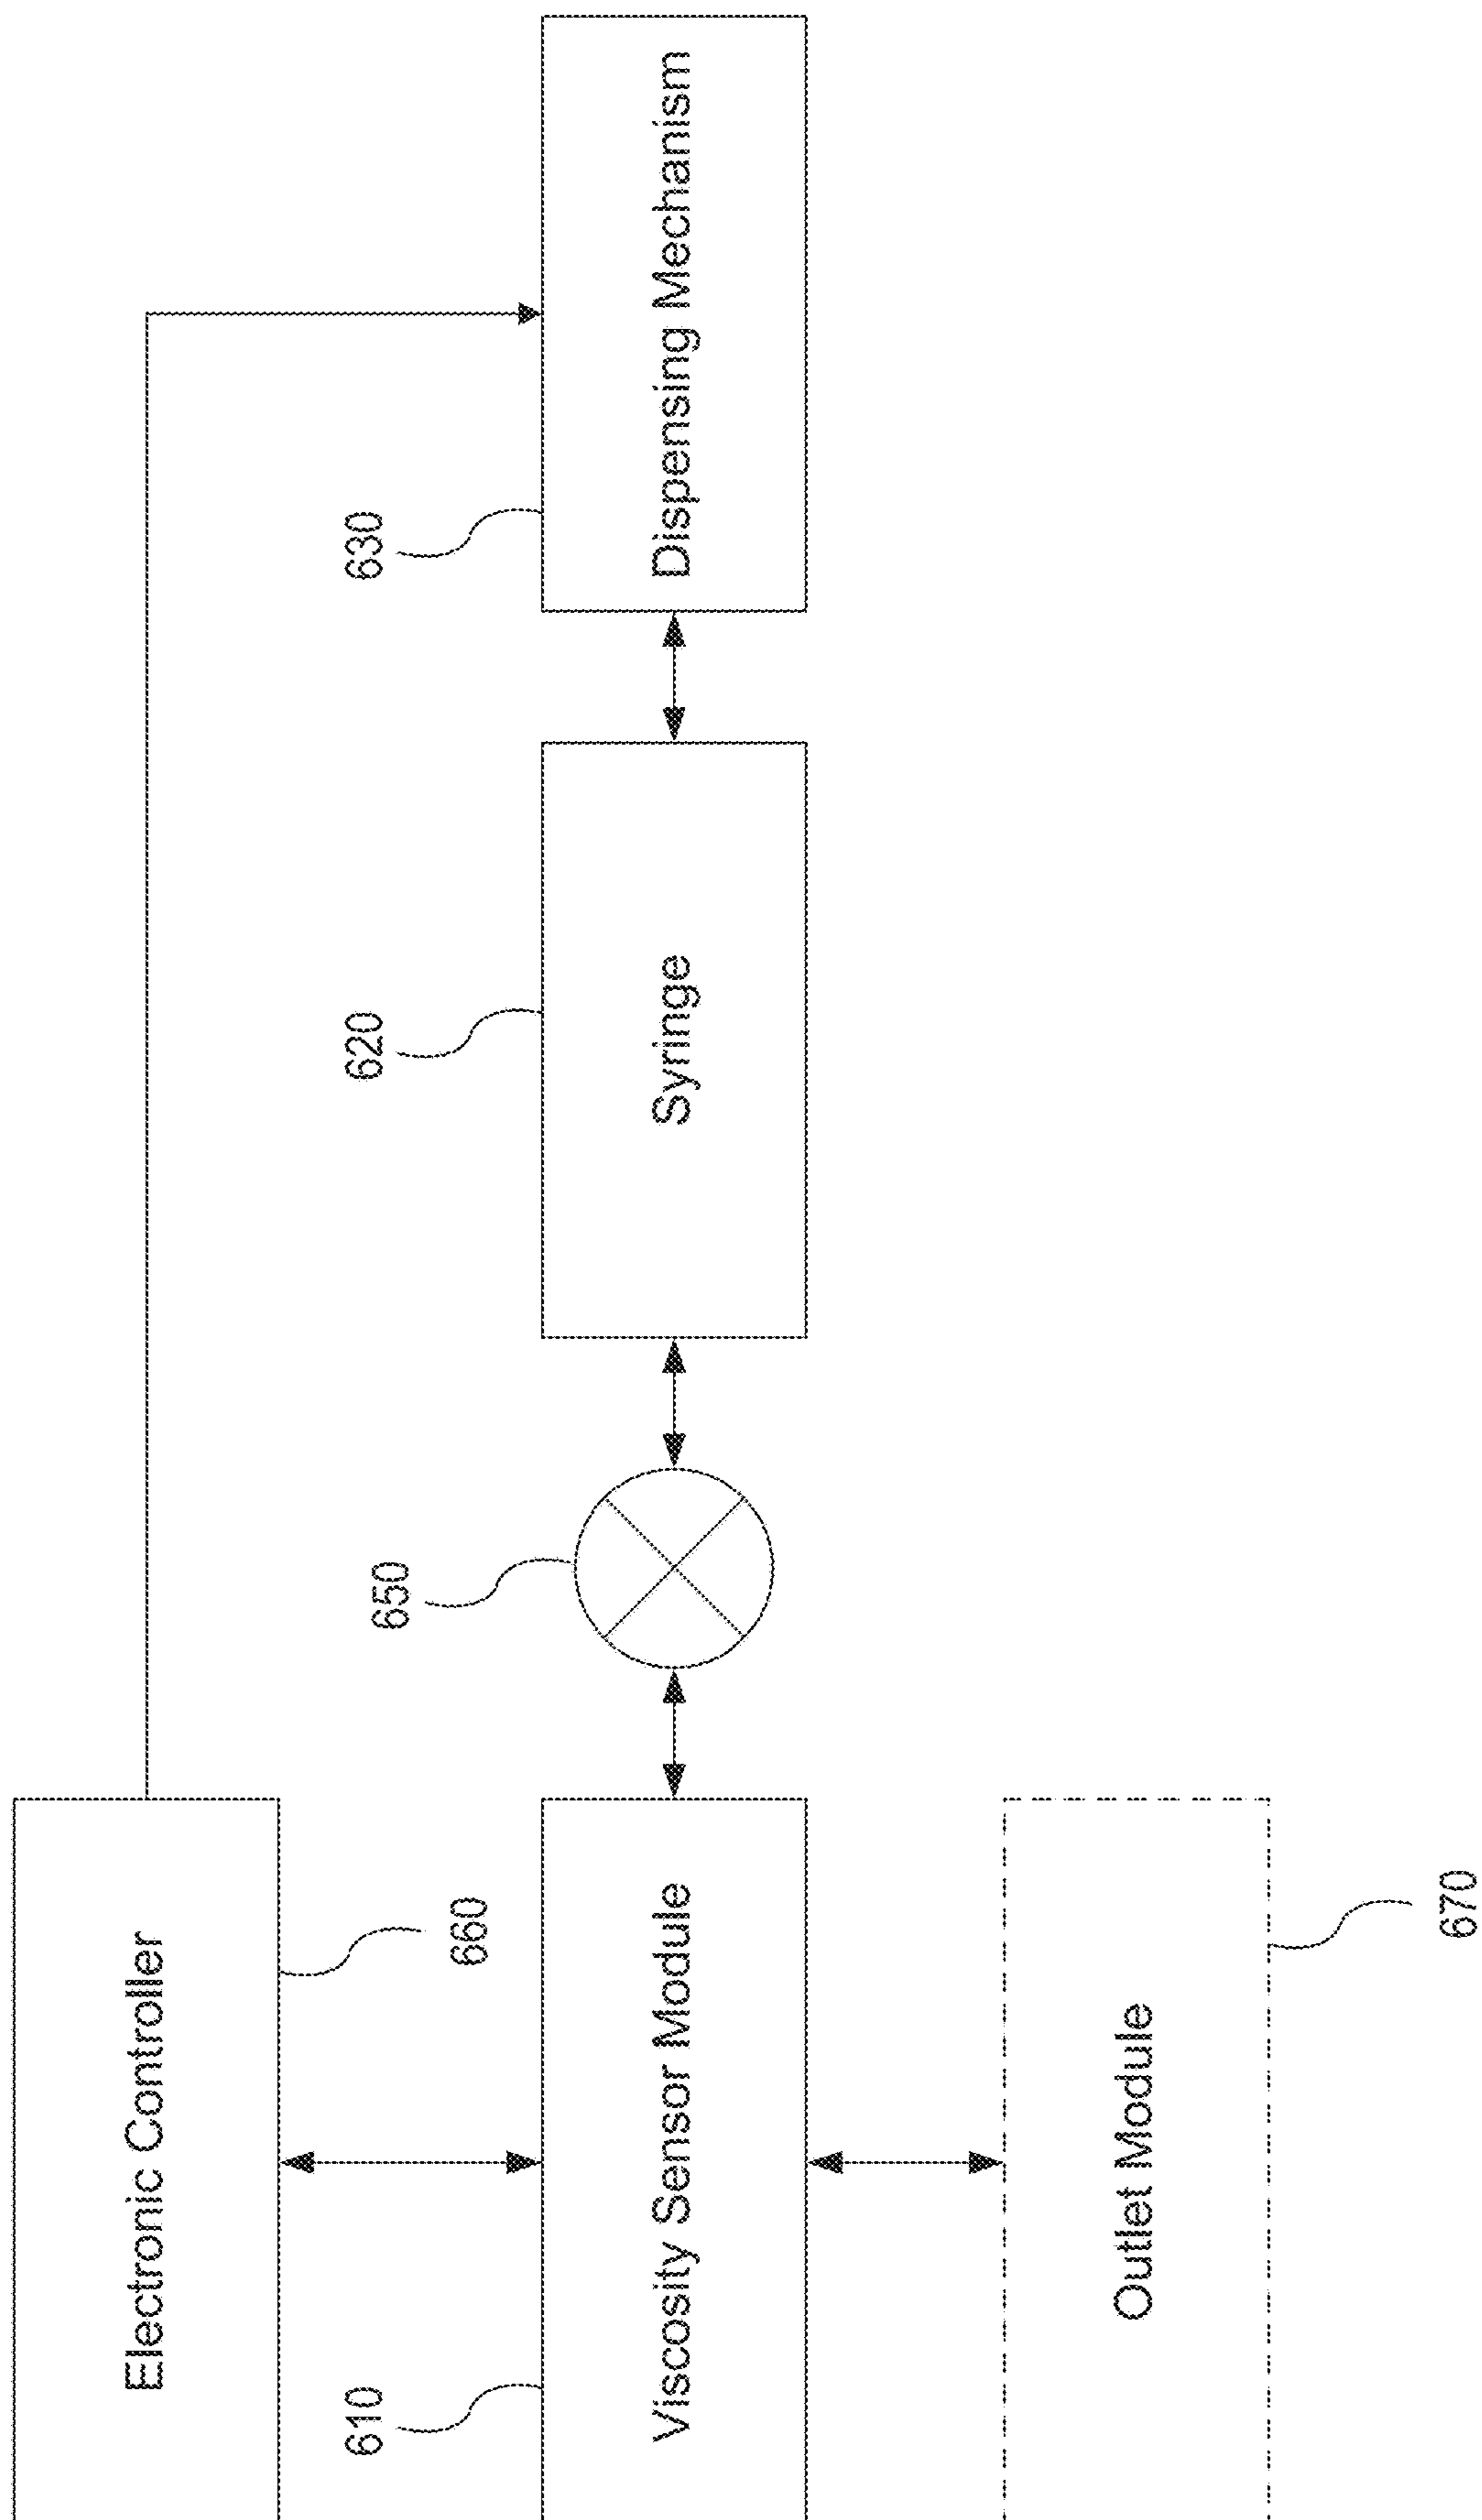 Electronic Controller
660
610
Viscosity Sensor Module
650
620
Syringe
630
Dispensing Mechanism
Outlet Module
670